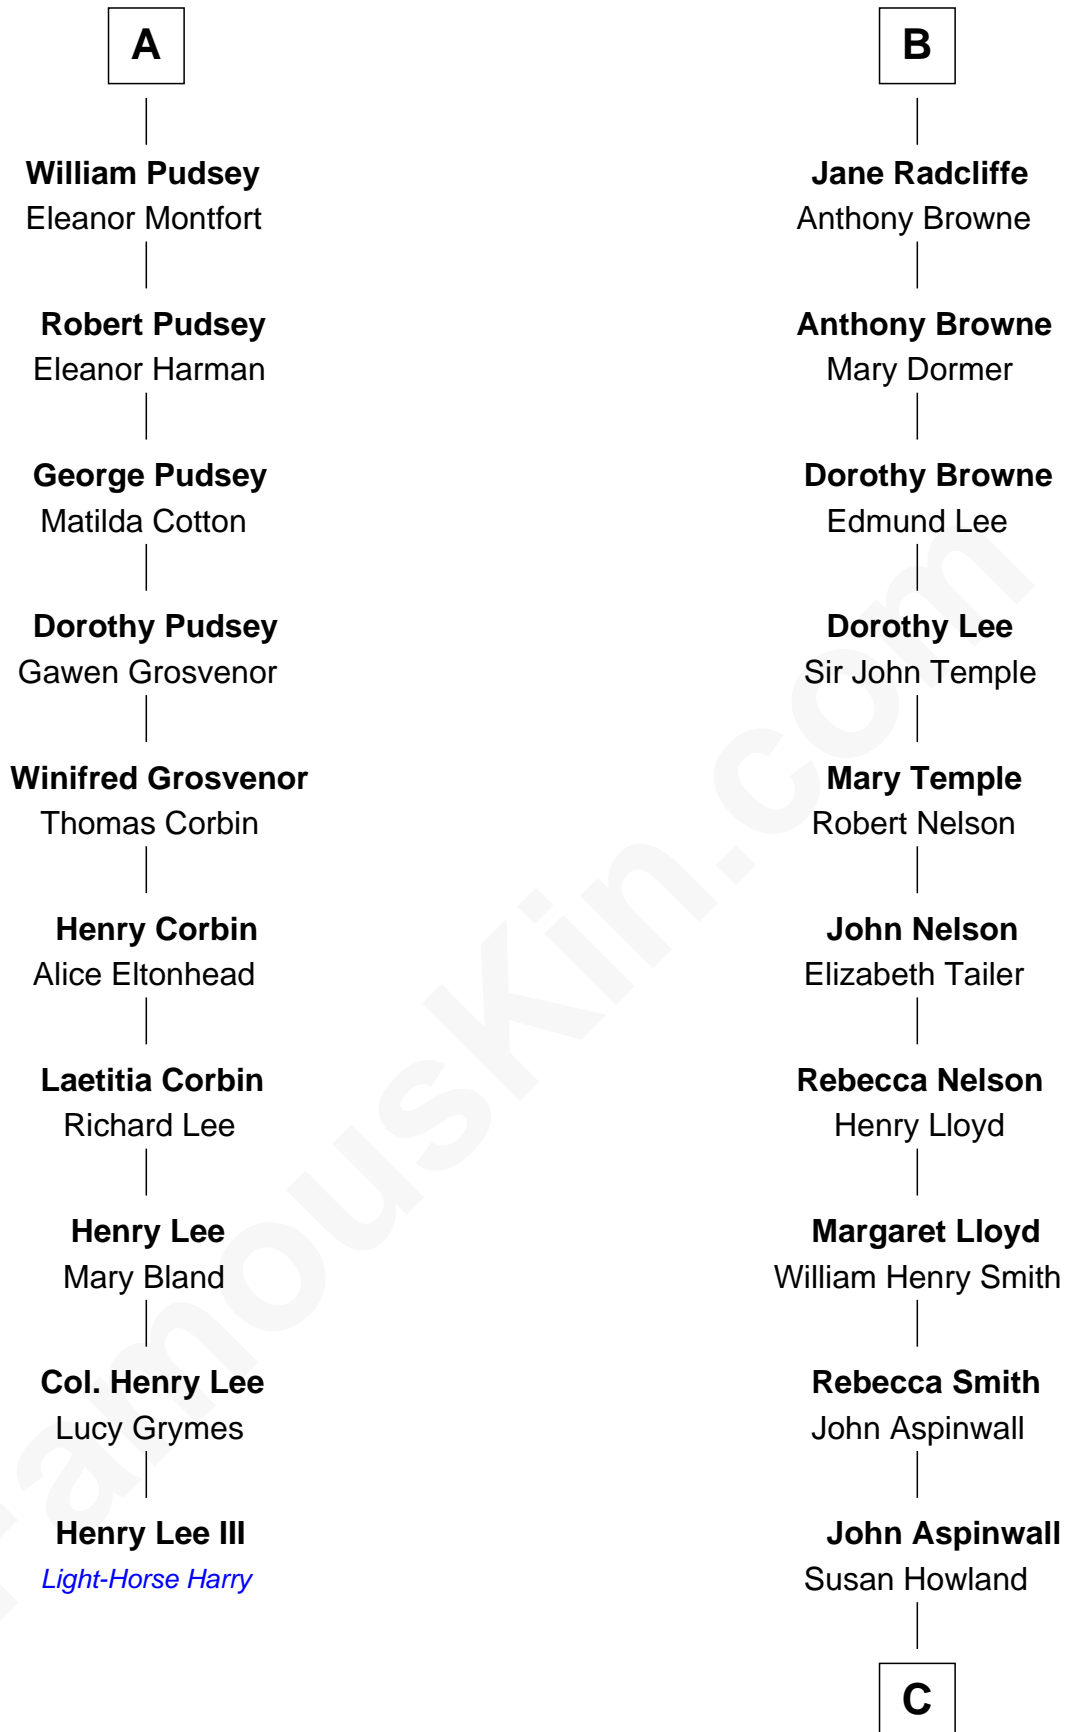 A
William Pudsey
Eleanor Montfort
Robert Pudsey
Eleanor Harman
George Pudsey
Matilda Cotton
Dorothy Pudsey
Gawen Grosvenor
Winifred Grosvenor
Thomas Corbin
Henry Corbin
Alice Eltonhead
Laetitia Corbin
Richard Lee
Henry Lee
Mary Bland
Col. Henry Lee
Lucy Grymes
Henry Lee III
Light-Horse Harry
B
Jane Radcliffe
Anthony Browne
Anthony Browne
Mary Dormer
Dorothy Browne
Edmund Lee
Dorothy Lee
Sir John Temple
Mary Temple
Robert Nelson
John Nelson
Elizabeth Tailer
Rebecca Nelson
Henry Lloyd
Margaret Lloyd
William Henry Smith
Rebecca Smith
John Aspinwall
John Aspinwall
Susan Howland
C
FamousKin.com